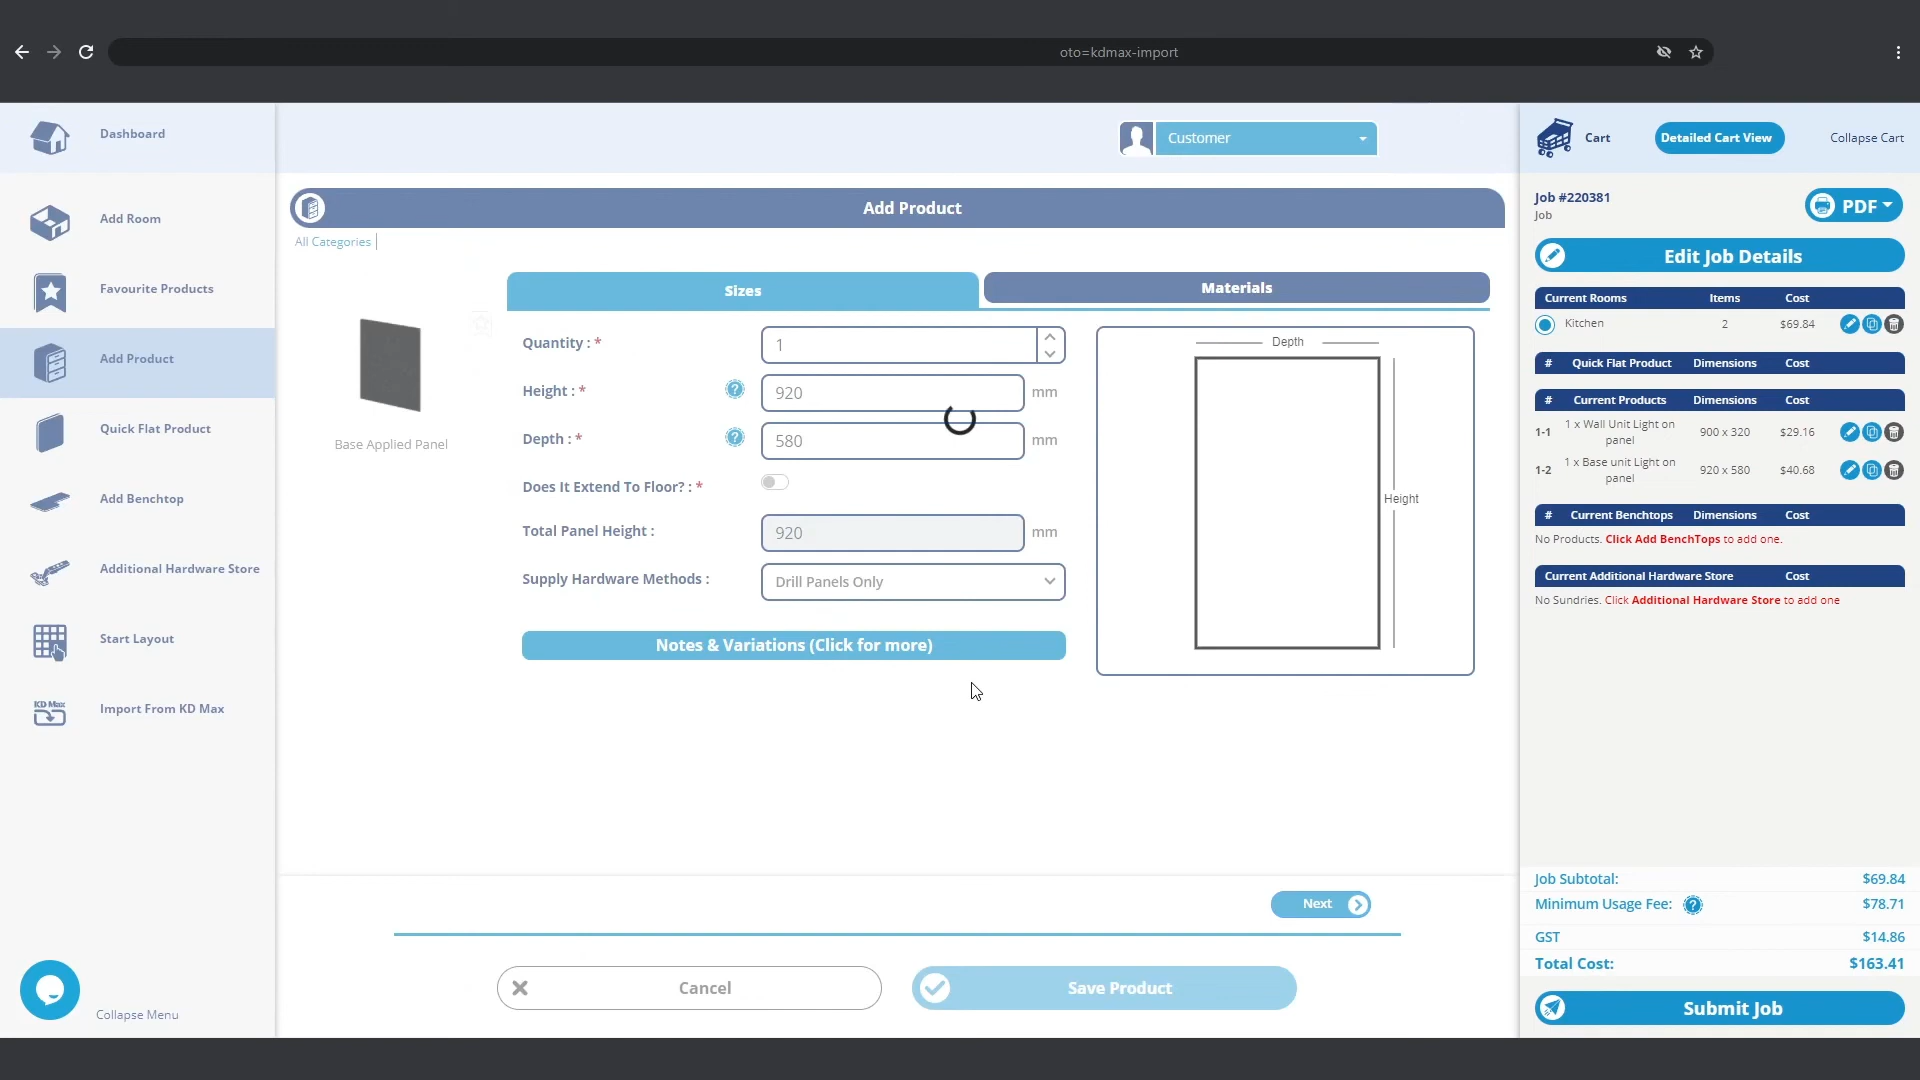 oto=kdmax-import
Dashboard
Add Room
Favourite Products
Add Product
Quick Flat Product
Add Benchtop
Additional Hardware Store
Start Layout
KD Max
Import From KD Max
Collapse Menu
Customer
Add Product
All Categories |
Base Applied Panel
Sizes
Materials
Quantity : *
1
Height : *
?
920
mm
Depth : *
?
580
mm
Does It Extend To Floor? : *
Total Panel Height :
920
mm
Supply Hardware Methods :
Drill Panels Only
Notes & Variations (Click for more)
Depth
Height
Next
Cancel
Save Product
Cart
Detailed Cart View
Collapse Cart
Job #220381
Job
PDF
Edit Job Details
Current Rooms Items Cost
Kitchen 2 $69.84
# Quick Flat Product Dimensions Cost
# Current Products Dimensions Cost
1-1 1 x Wall Unit Light on panel 900 x 320 $29.16
1-2 1 x Base unit Light on panel 920 x 580 $40.68
# Current Benchtops Dimensions Cost
No Products. Click Add BenchTops to add one.
Current Additional Hardware Store Cost
No Sundries. Click Additional Hardware Store to add one
Job Subtotal: $69.84
Minimum Usage Fee: ? $78.71
GST $14.86
Total Cost: $163.41
Submit Job